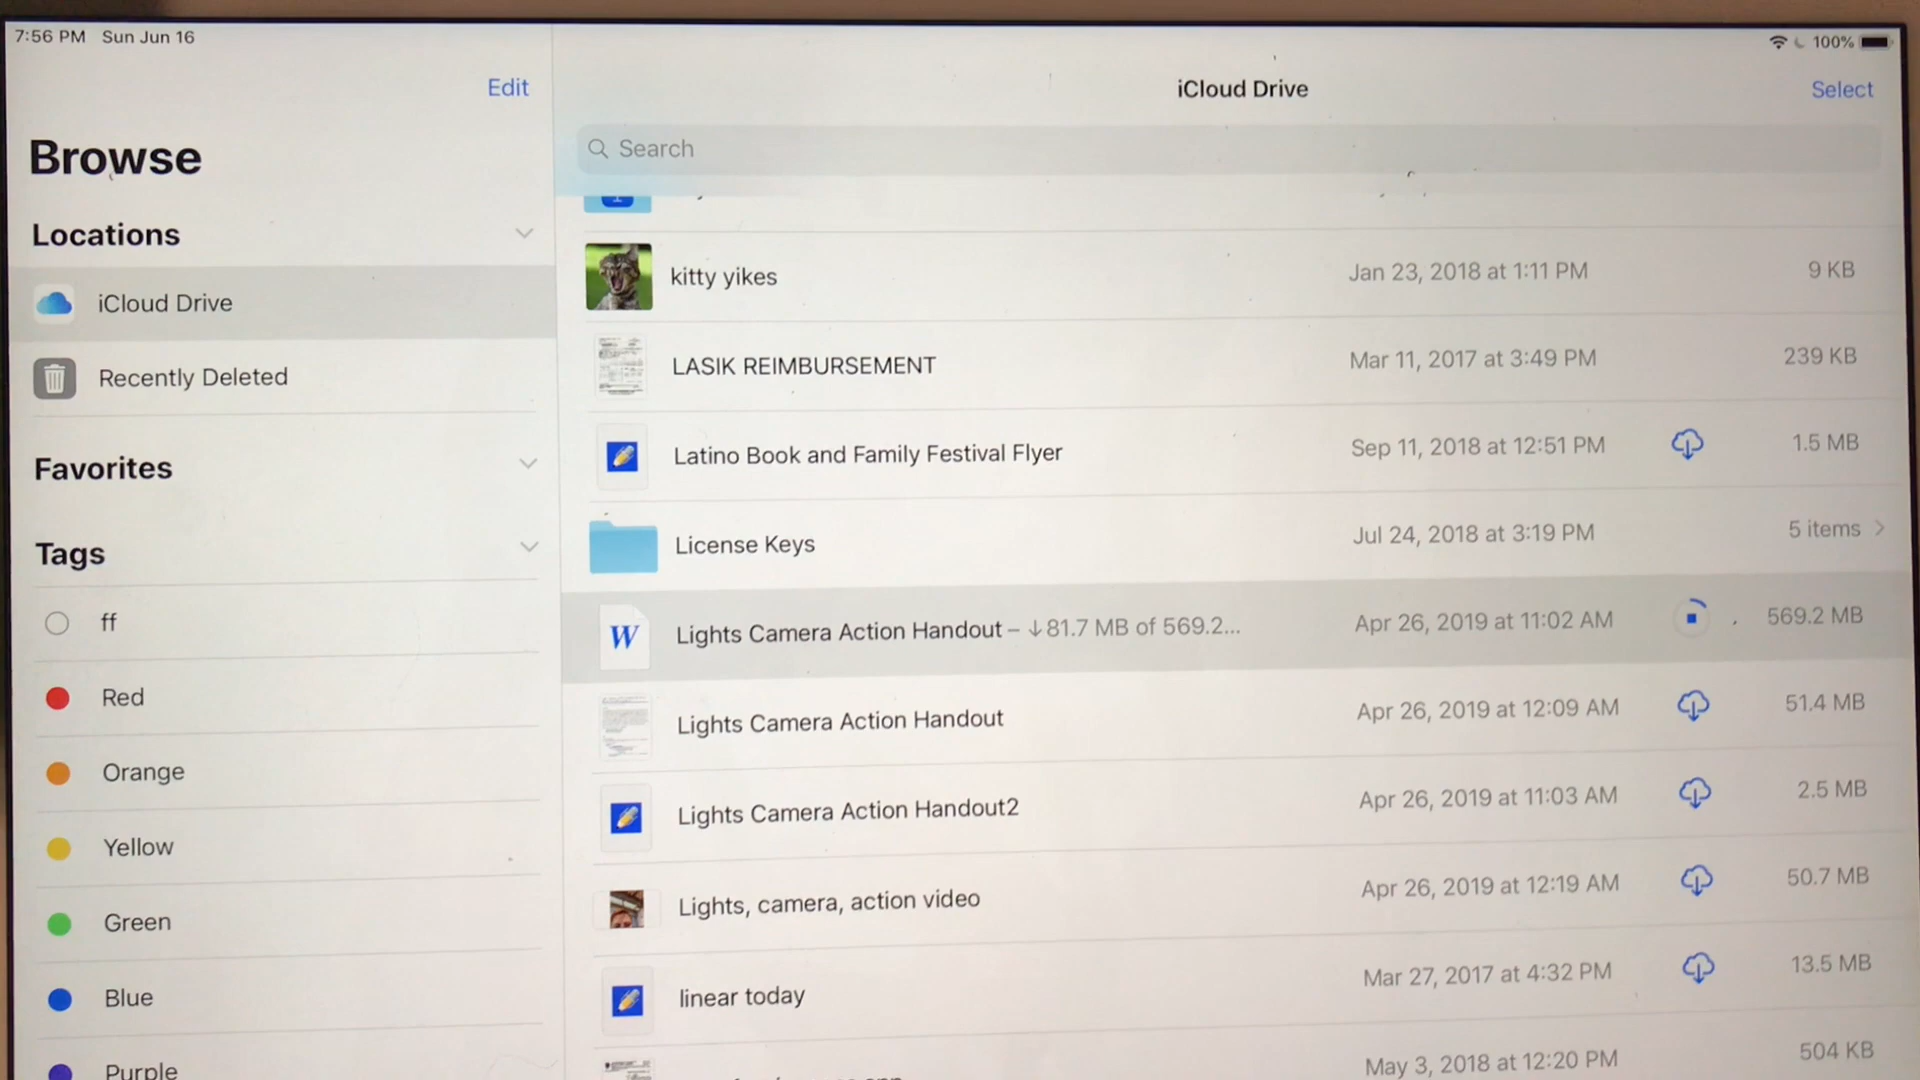 7:56 PM Sun Jun 16
100%
Edit
iCloud Drive
Select
Browse
Search
Locations
iCloud Drive
Recently Deleted
Favorites
Tags
ff
Red
Orange
Yellow
Green
Blue
Purple
kitty yikes Jan 23, 2018 at 1:11 PM 9 KB
LASIK REIMBURSEMENT Mar 11, 2017 at 3:49 PM 239 KB
Latino Book and Family Festival Flyer Sep 11, 2018 at 12:51 PM 1.5 MB
License Keys Jul 24, 2018 at 3:19 PM 5 items
W Lights Camera Action Handout – ↓81.7 MB of 569.2... Apr 26, 2019 at 11:02 AM 569.2 MB
Lights Camera Action Handout Apr 26, 2019 at 12:09 AM 51.4 MB
Lights Camera Action Handout2 Apr 26, 2019 at 11:03 AM 2.5 MB
Lights, camera, action video Apr 26, 2019 at 12:19 AM 50.7 MB
linear today Mar 27, 2017 at 4:32 PM 13.5 MB
May 3, 2018 at 12:20 PM 504 KB